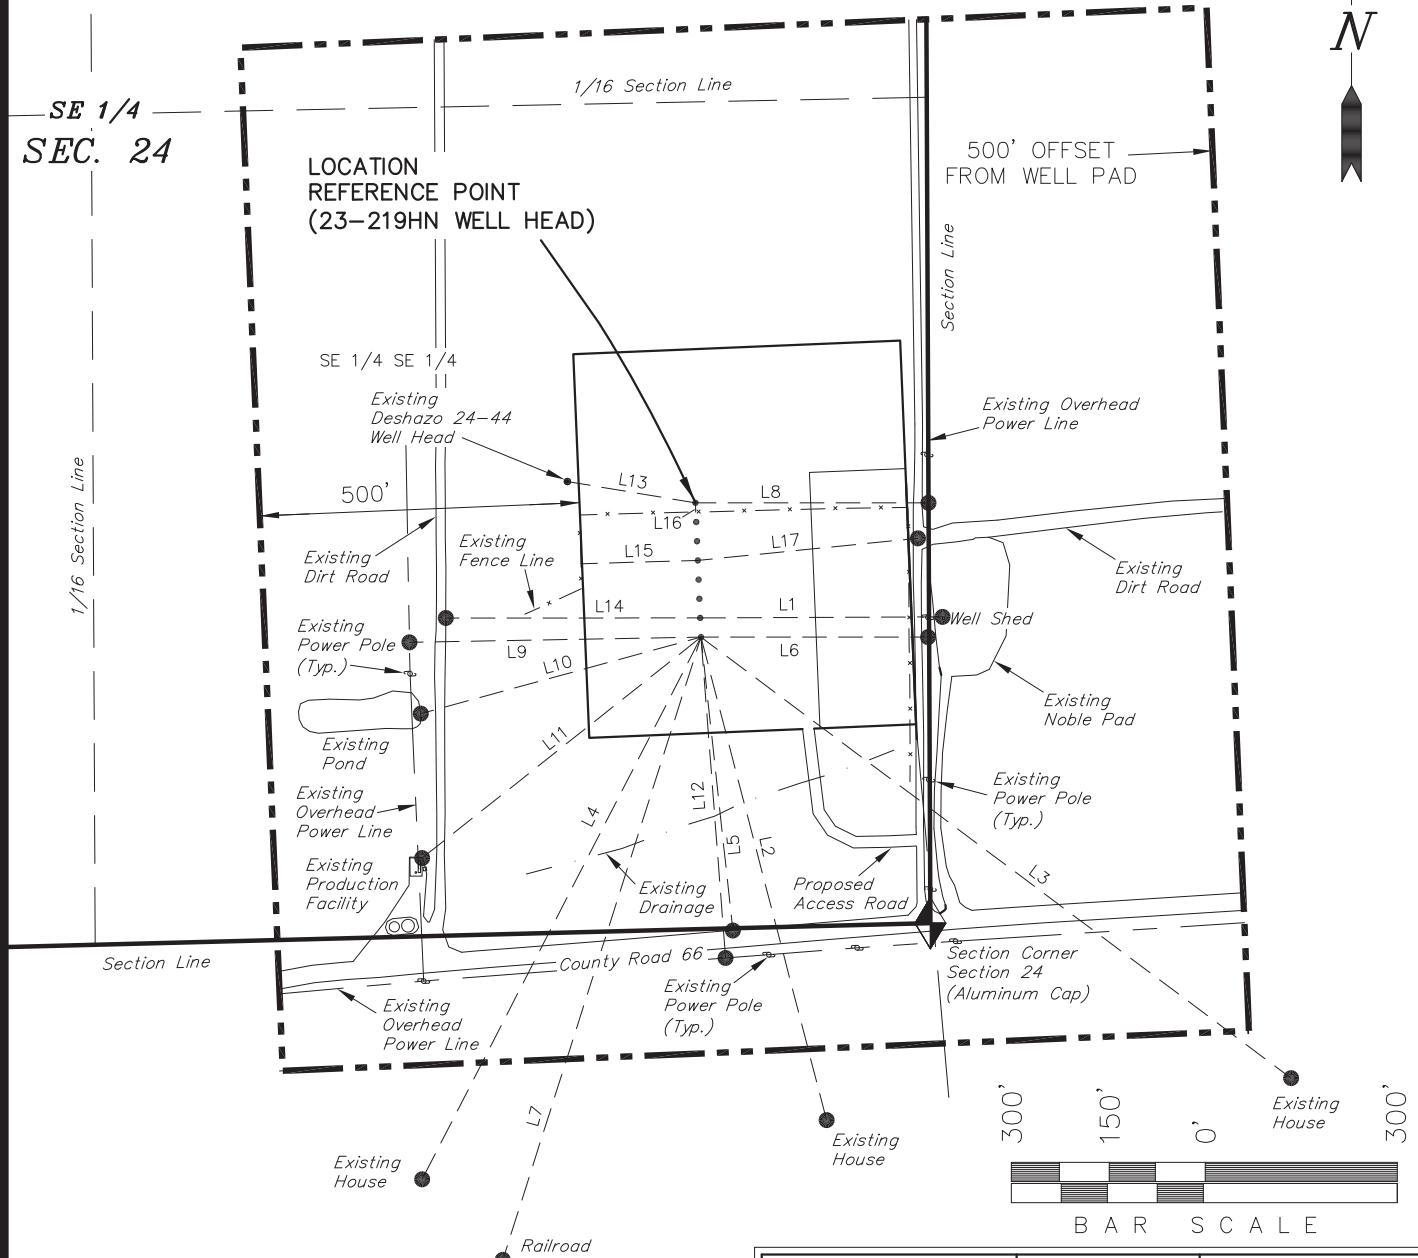 N
1/16 Section Line
SE 1/4
SEC. 24
LOCATION
REFERENCE POINT
(23-219HN WELL HEAD)
500' OFFSET
FROM WELL PAD
Section Line
SE 1/4 SE 1/4
Existing
Deshazo 24-44
Well Head
Existing Overhead
Power Line
1/16 Section Line
500'
L13
L8
L16
L15
L17
Existing
Dirt Road
Existing
Fence Line
Existing
Dirt Road
L14
L1
Well Shed
Existing
Power Pole
(Typ.)
L9
L10
L6
Existing
Noble Pad
Existing
Pond
L11
Existing
Overhead
Power Line
L4
L12
L5
L2
Existing
Power Pole
(Typ.)
Existing
Production
Facility
Existing
Drainage
Proposed
Access Road
L3
Section Line
County Road 66
Section Corner
Section 24
(Aluminum Cap)
Existing
Power Pole
(Typ.)
Existing
Overhead
Power Line
L7
Existing
House
Existing
House
Existing
House
300'
150'
0'
300'
BAR SCALE
Railroad